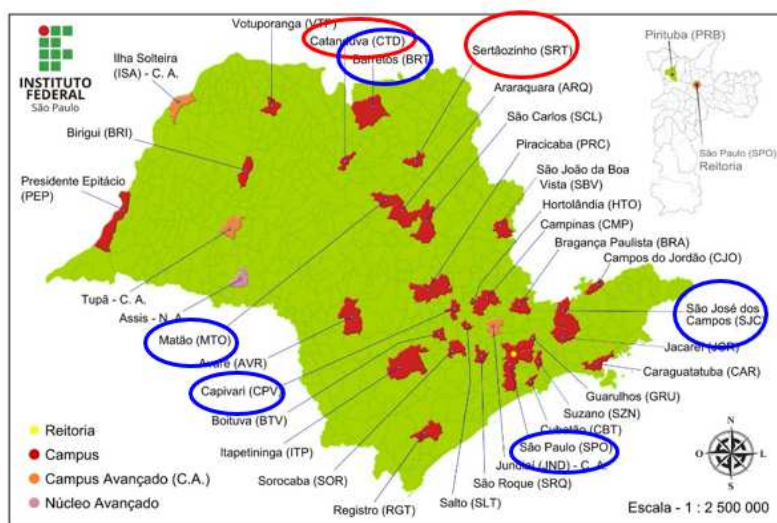 INSTITUTO
FEDERAL
São Paulo
Votuporanga (VTP)
Catanduva (CTD)
Barretos (BRT)
Sertãozinho (SRT)
Ilha Solteira
(ISA) - C. A.
Araraquara (ARQ)
São Carlos (SCL)
Birigui (BRI)
Piracicaba (PRC)
São João da Boa
Vista (SBV)
Presidente Epitácio
(PEP)
Hortolândia (HTO)
Campinas (CMP)
Bragança Paulista (BRA)
Campos do Jordão (CJO)
Pirituba (PRB)
São Paulo (SPO)
Reitoria
Tupã - C. A.
Assis - N. A.
Matão (MTO)
Avaré (AVR)
Capivari (CPV)
Boituva (BTV)
Itapetininga (ITP)
Sorocaba (SOR)
Registro (RGT)
São José dos
Campos (SJC)
Jacareí (JCR)
Caraguatatuba (CAR)
Guarulhos (GRU)
Suzano (SZN)
Cubatão (CBT)
São Paulo (SPO)
Jundiaí (JND) - C. A.
São Roque (SRQ)
Salto (SLT)
Reitoria
Campus
Campus Avançado (C.A.)
Núcleo Avançado
N
O
L
S
Escala - 1 : 2 500 000